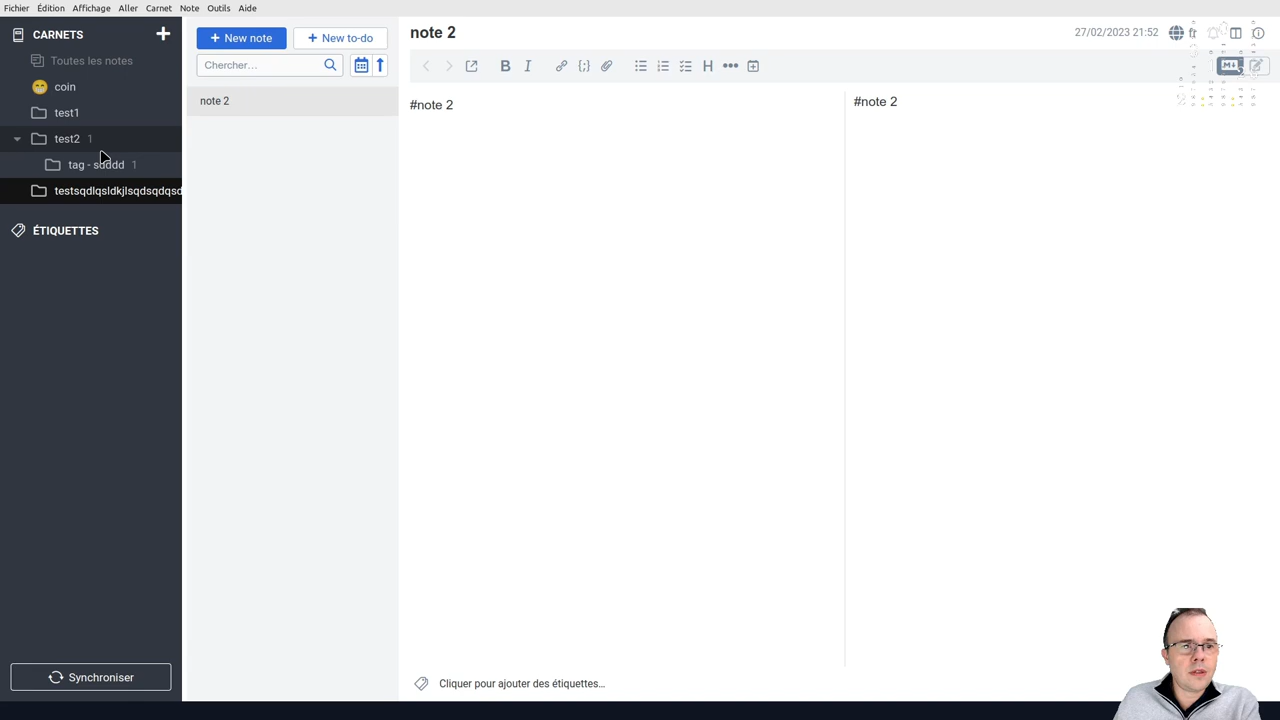 Fichier Édition Affichage Aller Carnet Note Outils Aide
CARNETS
Toutes les notes
coin
test1
test2 1
tag - sdddd 1
testsqdlqsldkjlsqdsqdqsd
ÉTIQUETTES
Synchroniser
+ New note
+ New to-do
Chercher...
note 2
note 2
27/02/2023 21:52
fr
#note 2
#note 2
Cliquer pour ajouter des étiquettes...